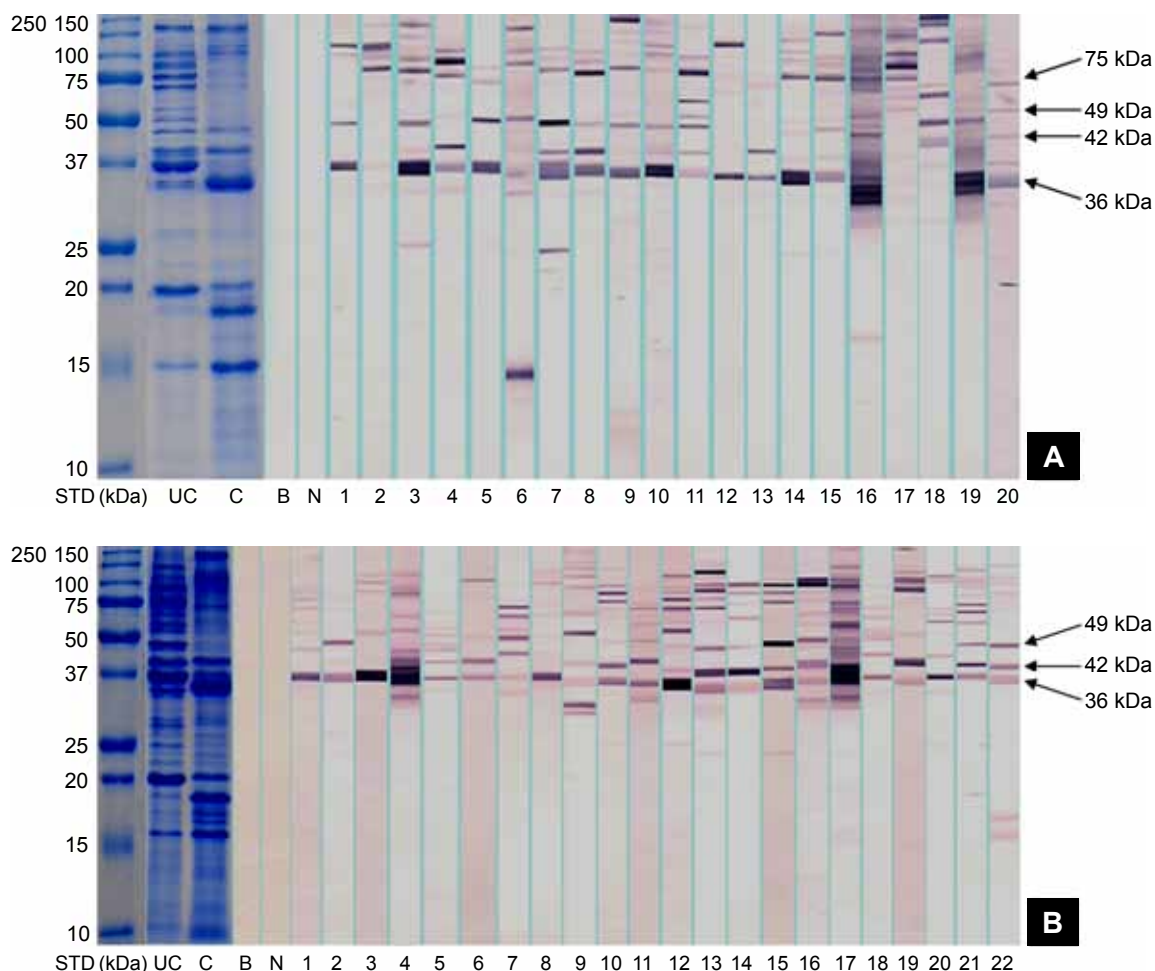 250 150
100
75
50
37
25
20
15
10
75 kDa
49 kDa
42 kDa
36 kDa
A
STD (kDa) UC C B N 1 2 3 4 5 6 7 8 9 10 11 12 13 14 15 16 17 18 19 20
250 150
100
75
50
37
25
20
15
10
49 kDa
42 kDa
36 kDa
B
STD (kDa) UC C B N 1 2 3 4 5 6 7 8 9 10 11 12 13 14 15 16 17 18 19 20 21 22